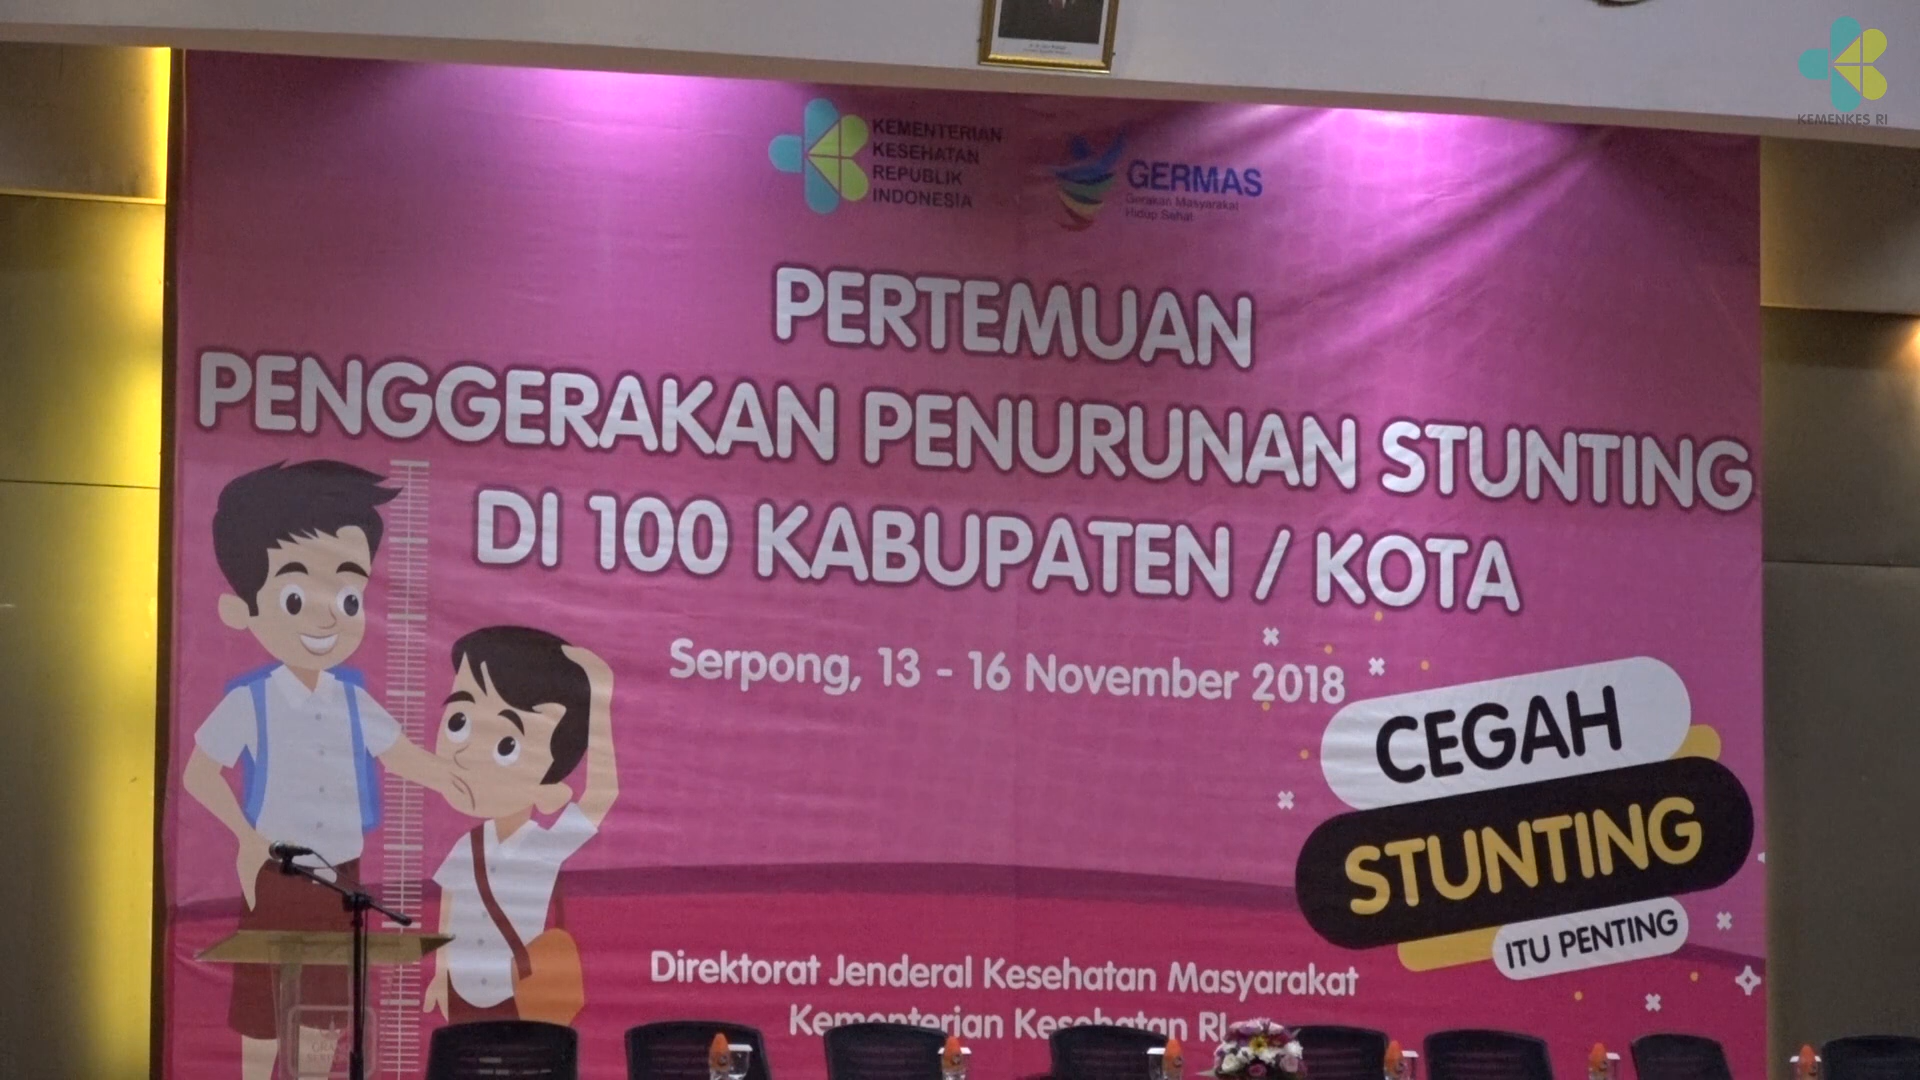 KEMENKES RI
KEMENTERIAN
KESEHATAN
REPUBLIK
INDONESIA
GERMAS
Gerakan Masyarakat
Hidup Sehat
PERTEMUAN
PENGGERAKAN PENURUNAN STUNTING
DI 100 KABUPATEN / KOTA
Serpong, 13 - 16 November 2018
CEGAH
STUNTING
ITU PENTING
Direktorat Jenderal Kesehatan Masyarakat
Kementerian Kesehatan RI